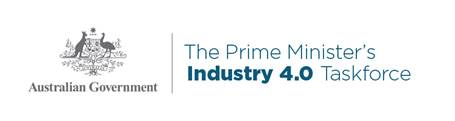 Australian Government
The Prime Minister's
Industry 4.0 Taskforce